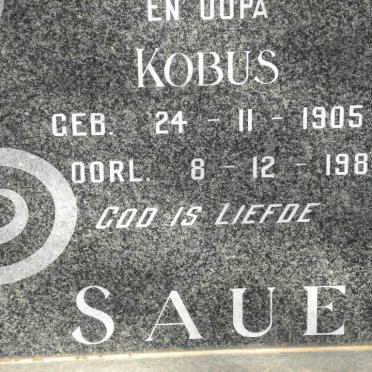 EN OUPA
KOBUS
GEB. 24 - 11 - 1905
OORL. 8 - 12 - 198
GOD IS LIEFDE
SAUE